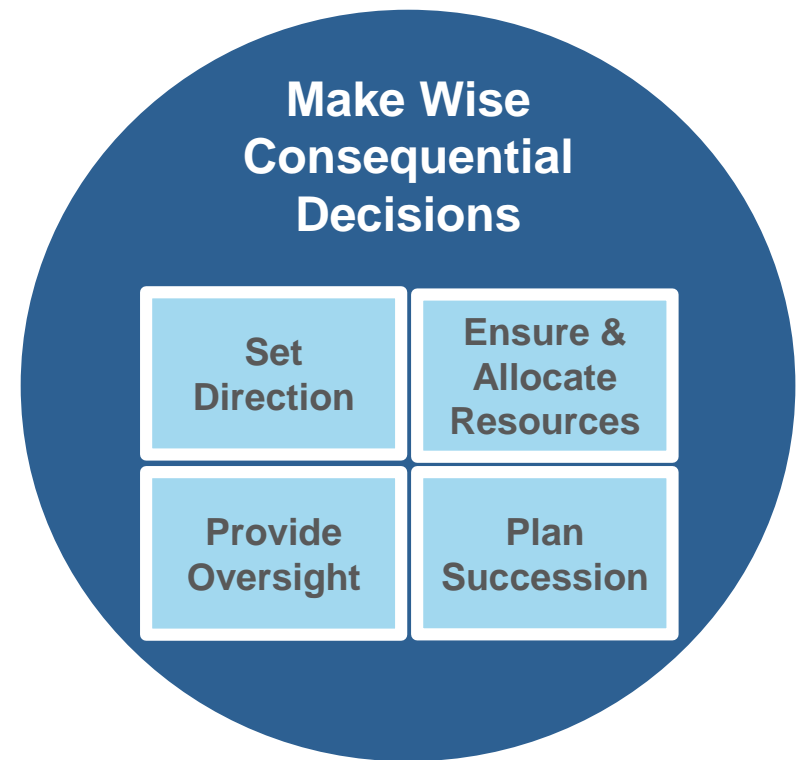 Make Wise
Consequential
Decisions
Set
Direction
Ensure &
Allocate
Resources
Provide
Oversight
Plan
Succession